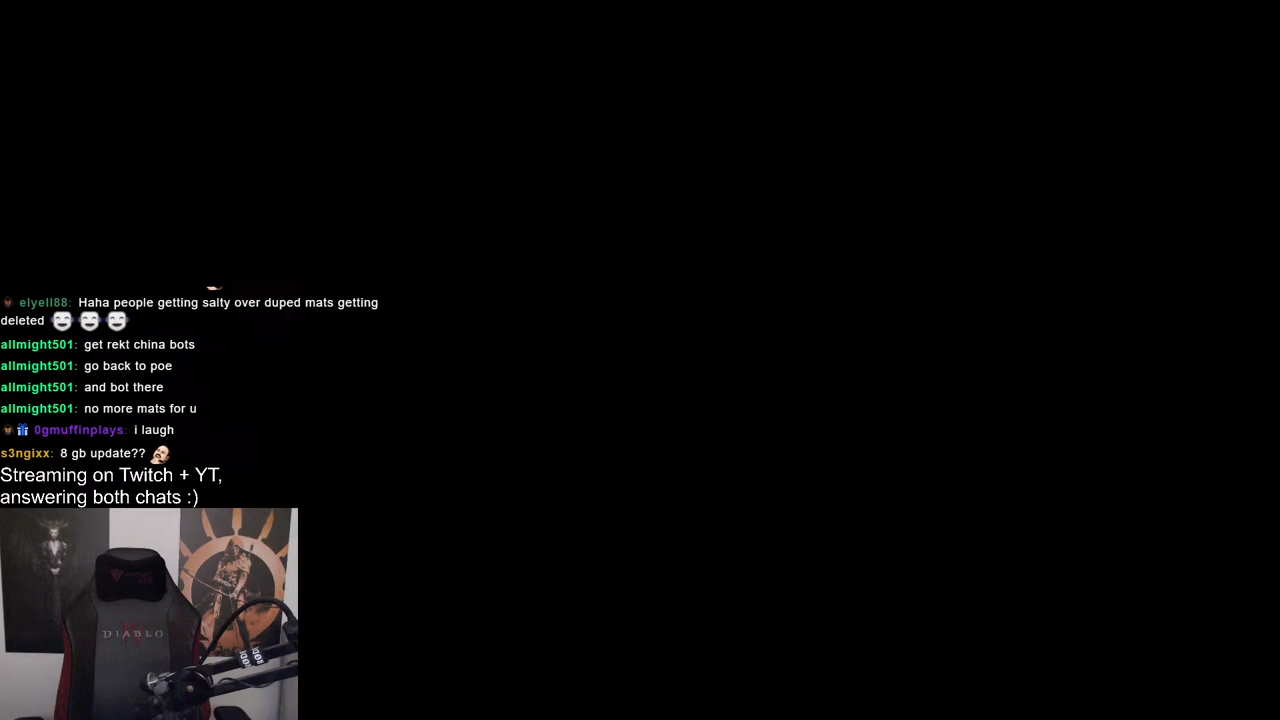 elyell88: Haha people getting salty over duped mats getting
deleted
allmight501: get rekt china bots
allmight501: go back to poe
allmight501: and bot there
allmight501: no more mats for u
0gmuffinplays: i laugh
s3ngixx: 8 gb update??
Streaming on Twitch + YT,
answering both chats :)
DIABLO